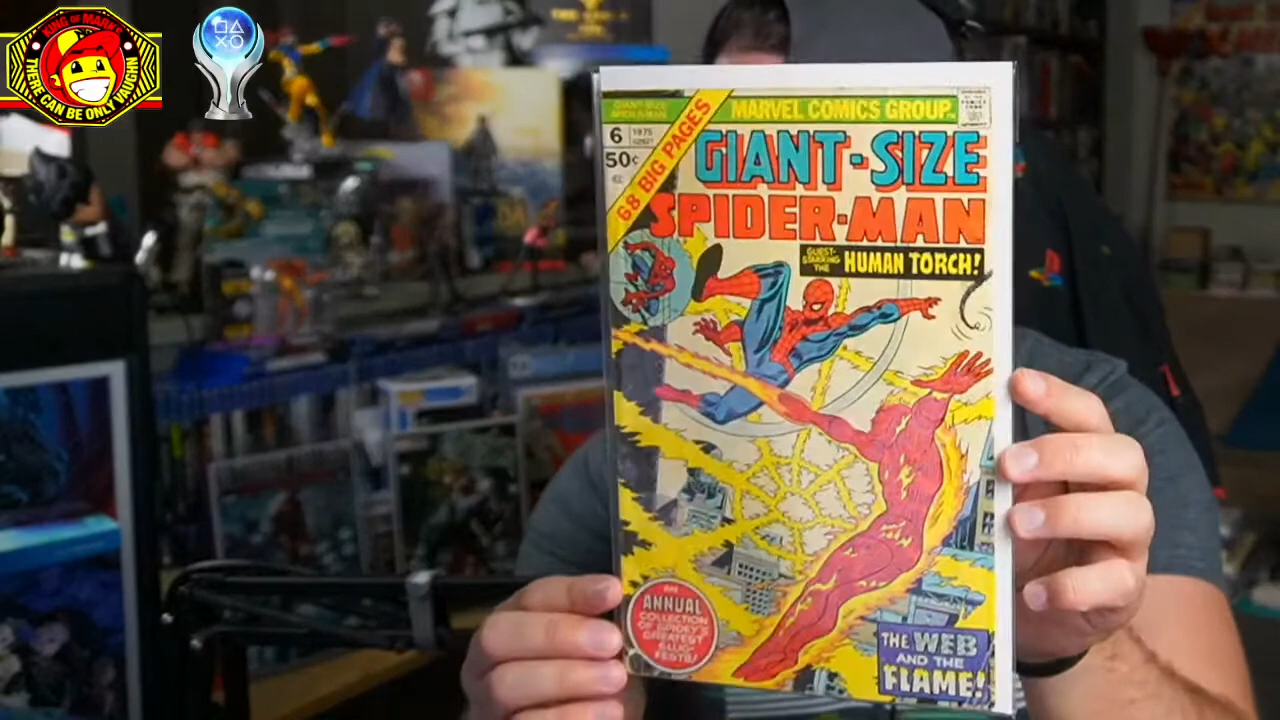 KING OF MARKS
THERE CAN BE ONLY VAUGHN
GIANT-SIZE
SPIDER-MAN
MARVEL COMICS GROUP
6 1975
50¢
68 BIG PAGES
GIANT-SIZE
SPIDER-MAN
GUEST-
STARRING
THE
HUMAN TORCH!
ANNUAL
COLLECTION
OF SPIDEY'S
GREATEST
SLUG-
FESTS!
THE WEB
AND THE
FLAME!